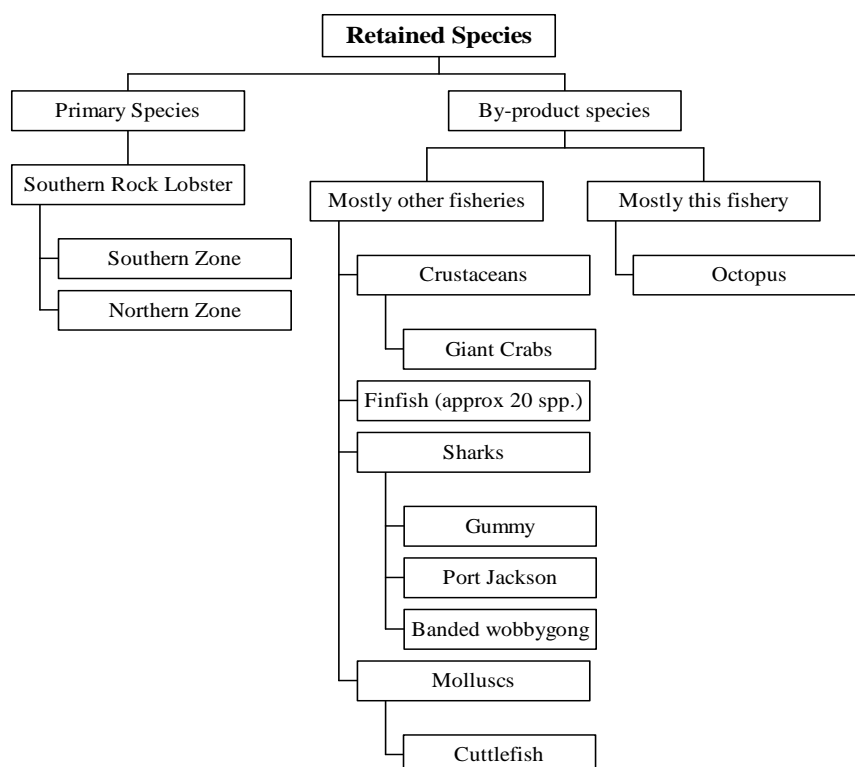 Retained Species
Primary Species
By-product species
Southern Rock Lobster
Mostly other fisheries
Mostly this fishery
Southern Zone
Crustaceans
Octopus
Northern Zone
Giant Crabs
Finfish (approx 20 spp.)
Sharks
Gummy
Port Jackson
Banded wobbygong
Molluscs
Cuttlefish